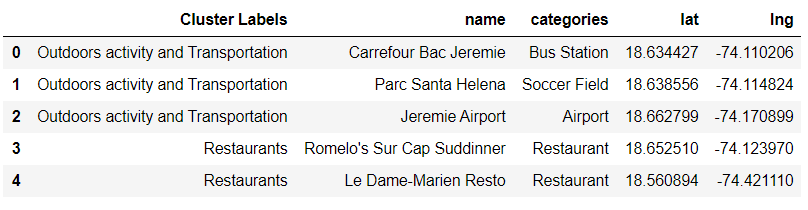 Cluster Labels name categories lat lng
0 Outdoors activity and Transportation Carrefour Bac Jeremie Bus Station 18.634427 -74.110206
1 Outdoors activity and Transportation Parc Santa Helena Soccer Field 18.638556 -74.114824
2 Outdoors activity and Transportation Jeremie Airport Airport 18.662799 -74.170899
3 Restaurants Romelo's Sur Cap Suddinner Restaurant 18.652510 -74.123970
4 Restaurants Le Dame-Marien Resto Restaurant 18.560894 -74.421110